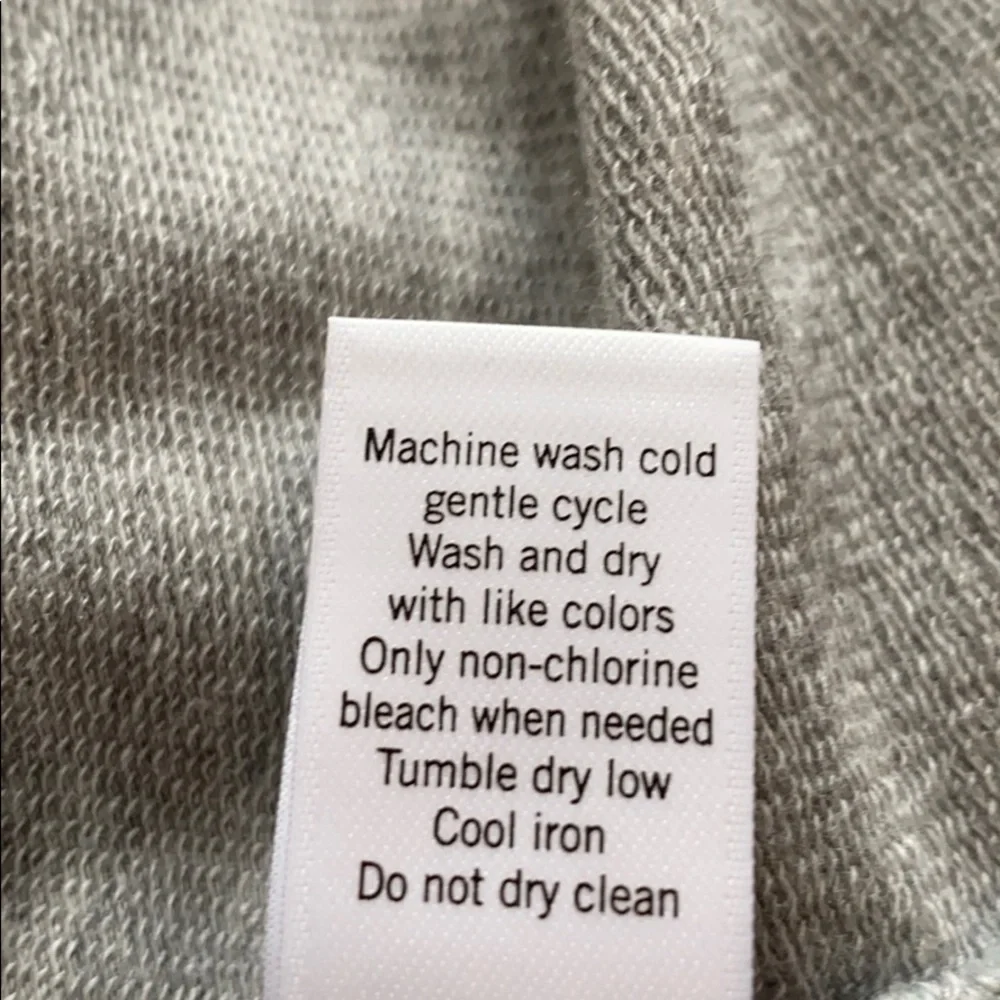 Machine wash cold
gentle cycle
Wash and dry
with like colors
Only non-chlorine
bleach when needed
Tumble dry low
Cool iron
Do not dry clean